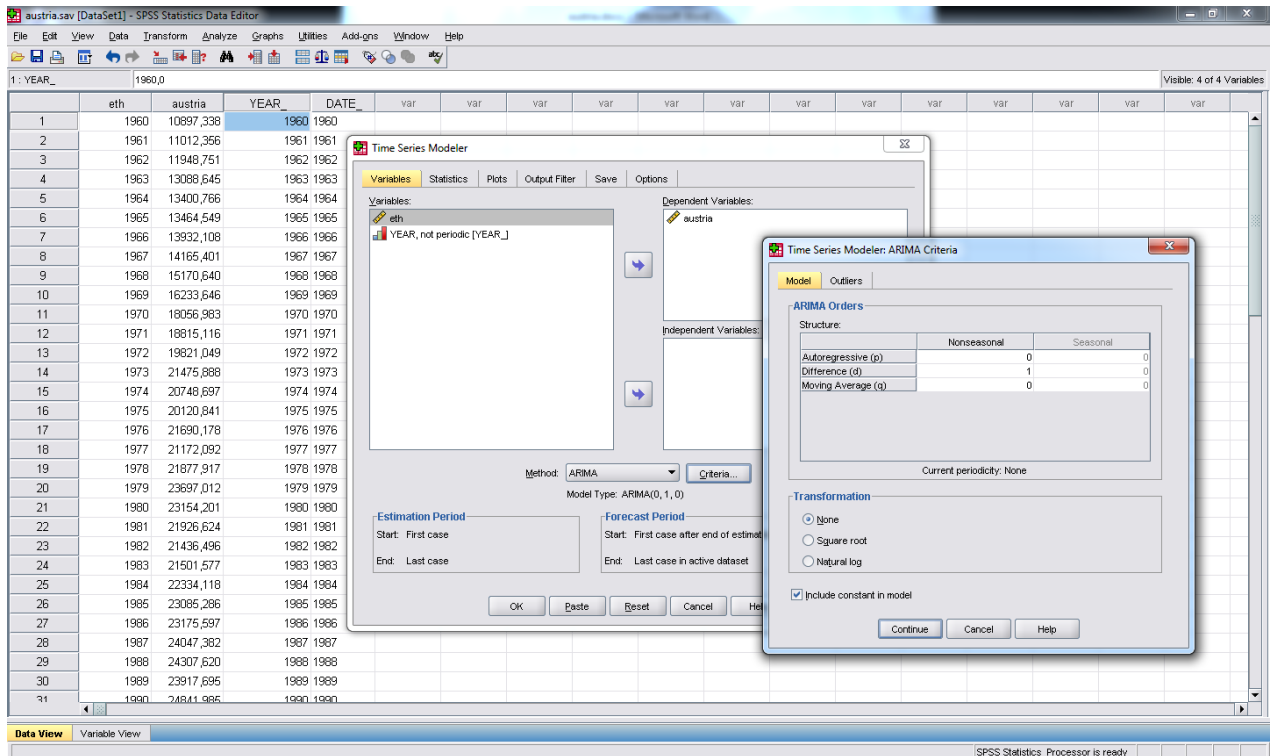 austria.sav [DataSet1] - SPSS Statistics Data Editor
File Edit View Data Transform Analyze Graphs Utilities Add-ons Window Help
1 : YEAR_ 1960,0 Visible: 4 of 4 Variables
eth austria YEAR_ DATE_ var var var var var var var var var var var var var
1 1960 10897,338 1960 1960
2 1961 11012,356 1961 1961
3 1962 11948,751 1962 1962
4 1963 13088,645 1963 1963
5 1964 13400,766 1964 1964
6 1965 13464,549 1965 1965
7 1966 13932,108 1966 1966
8 1967 14165,401 1967 1967
9 1968 15170,640 1968 1968
10 1969 16233,646 1969 1969
11 1970 18056,983 1970 1970
12 1971 18815,116 1971 1971
13 1972 19821,049 1972 1972
14 1973 21475,888 1973 1973
15 1974 20748,697 1974 1974
16 1975 20120,841 1975 1975
17 1976 21690,178 1976 1976
18 1977 21172,092 1977 1977
19 1978 21877,917 1978 1978
20 1979 23697,012 1979 1979
21 1980 23154,201 1980 1980
22 1981 21926,624 1981 1981
23 1982 21436,496 1982 1982
24 1983 21501,577 1983 1983
25 1984 22334,118 1984 1984
26 1985 23085,286 1985 1985
27 1986 23175,597 1986 1986
28 1987 24047,382 1987 1987
29 1988 24307,620 1988 1988
30 1989 23917,695 1989 1989
31 1990 24841,985 1990 1990
Time Series Modeler
Variables Statistics Plots Output Filter Save Options
Variables:
eth
YEAR, not periodic [YEAR_]
Dependent Variables:
austria
Independent Variables:
Method: ARIMA Criteria...
Model Type: ARIMA(0, 1, 0)
Estimation Period
Start: First case
End: Last case
Forecast Period
Start: First case after end of estimat
End: Last case in active dataset
OK Paste Reset Cancel Hel
Time Series Modeler: ARIMA Criteria
Model Outliers
ARIMA Orders
Structure:
Nonseasonal Seasonal
Autoregressive (p) 0 0
Difference (d) 1 0
Moving Average (q) 0 0
Current periodicity: None
Transformation
None
Square root
Natural log
Include constant in model
Continue Cancel Help
Data View Variable View
SPSS Statistics Processor is ready